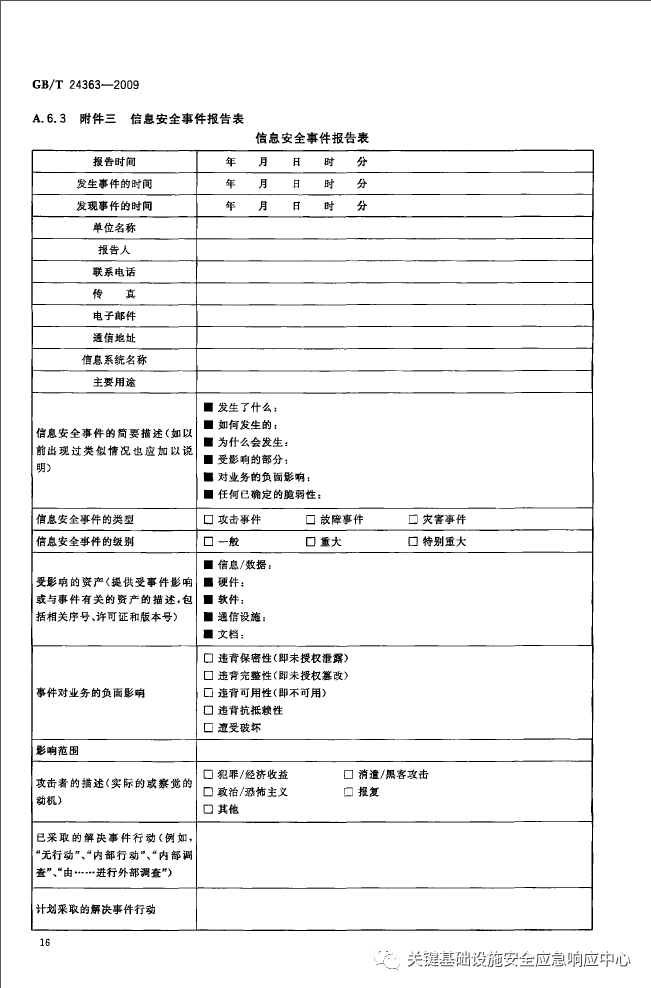 GB/T 24363—2009
A.6.3 附件三 信息安全事件报告表
信息安全事件报告表
报告时间 年 月 日 时 分
发生事件的时间 年 月 日 时 分
发现事件的时间 年 月 日 时 分
单位名称
报告人
联系电话
传 真
电子邮件
通信地址
信息系统名称
主要用途
信息安全事件的简要描述(如以
前出现过类似情况也应加以说
明)
■ 发生了什么:
■ 如何发生的:
■ 为什么会发生:
■ 受影响的部分:
■ 对业务的负面影响:
■ 任何已确定的脆弱性:
信息安全事件的类型 □ 攻击事件 □ 故障事件 □ 灾害事件
信息安全事件的级别 □ 一般 □ 重大 □ 特别重大
受影响的资产(提供受事件影响
或与事件有关的资产的描述,包
括相关序号、许可证和版本号)
■ 信息/数据:
■ 硬件:
■ 软件:
■ 通信设施:
■ 文档:
事件对业务的负面影响
□ 违背保密性(即未授权泄露)
□ 违背完整性(即未授权篡改)
□ 违背可用性(即不可用)
□ 违背抗抵赖性
□ 遭受破坏
影响范围
攻击者的描述(实际的或察觉的
动机)
□ 犯罪/经济收益 □ 消遣/黑客攻击
□ 政治/恐怖主义 □ 报复
□ 其他
已采取的解决事件行动(例如,
“无行动”、“内部行动”、“内部调
查”、“由……进行外部调查”)
计划采取的解决事件行动
16
关键基础设施安全应急响应中心